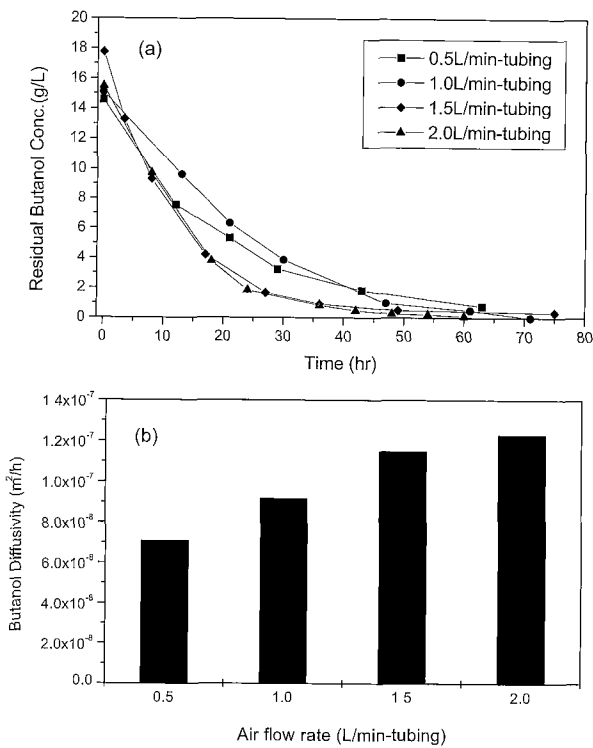 20
18
16
14
12
10
8
6
4
2
0
Residual Butanol Conc.(g/L)
(a)
0.5L/min-tubing
1.0L/min-tubing
1.5L/min-tubing
2.0L/min-tubing
0 10 20 30 40 50 60 70 80
Time (hr)
1 4x10⁻⁷
1.2x10⁻⁷
1.0x10⁻⁷
8.0x10⁻⁸
6.0x10⁻⁸
4.0x10⁻⁸
2.0x10⁻⁸
0.0
Butanol Diffusivity (m²/h)
(b)
0.5 1.0 1 5 2.0
Air flow rate (L/min-tubing)